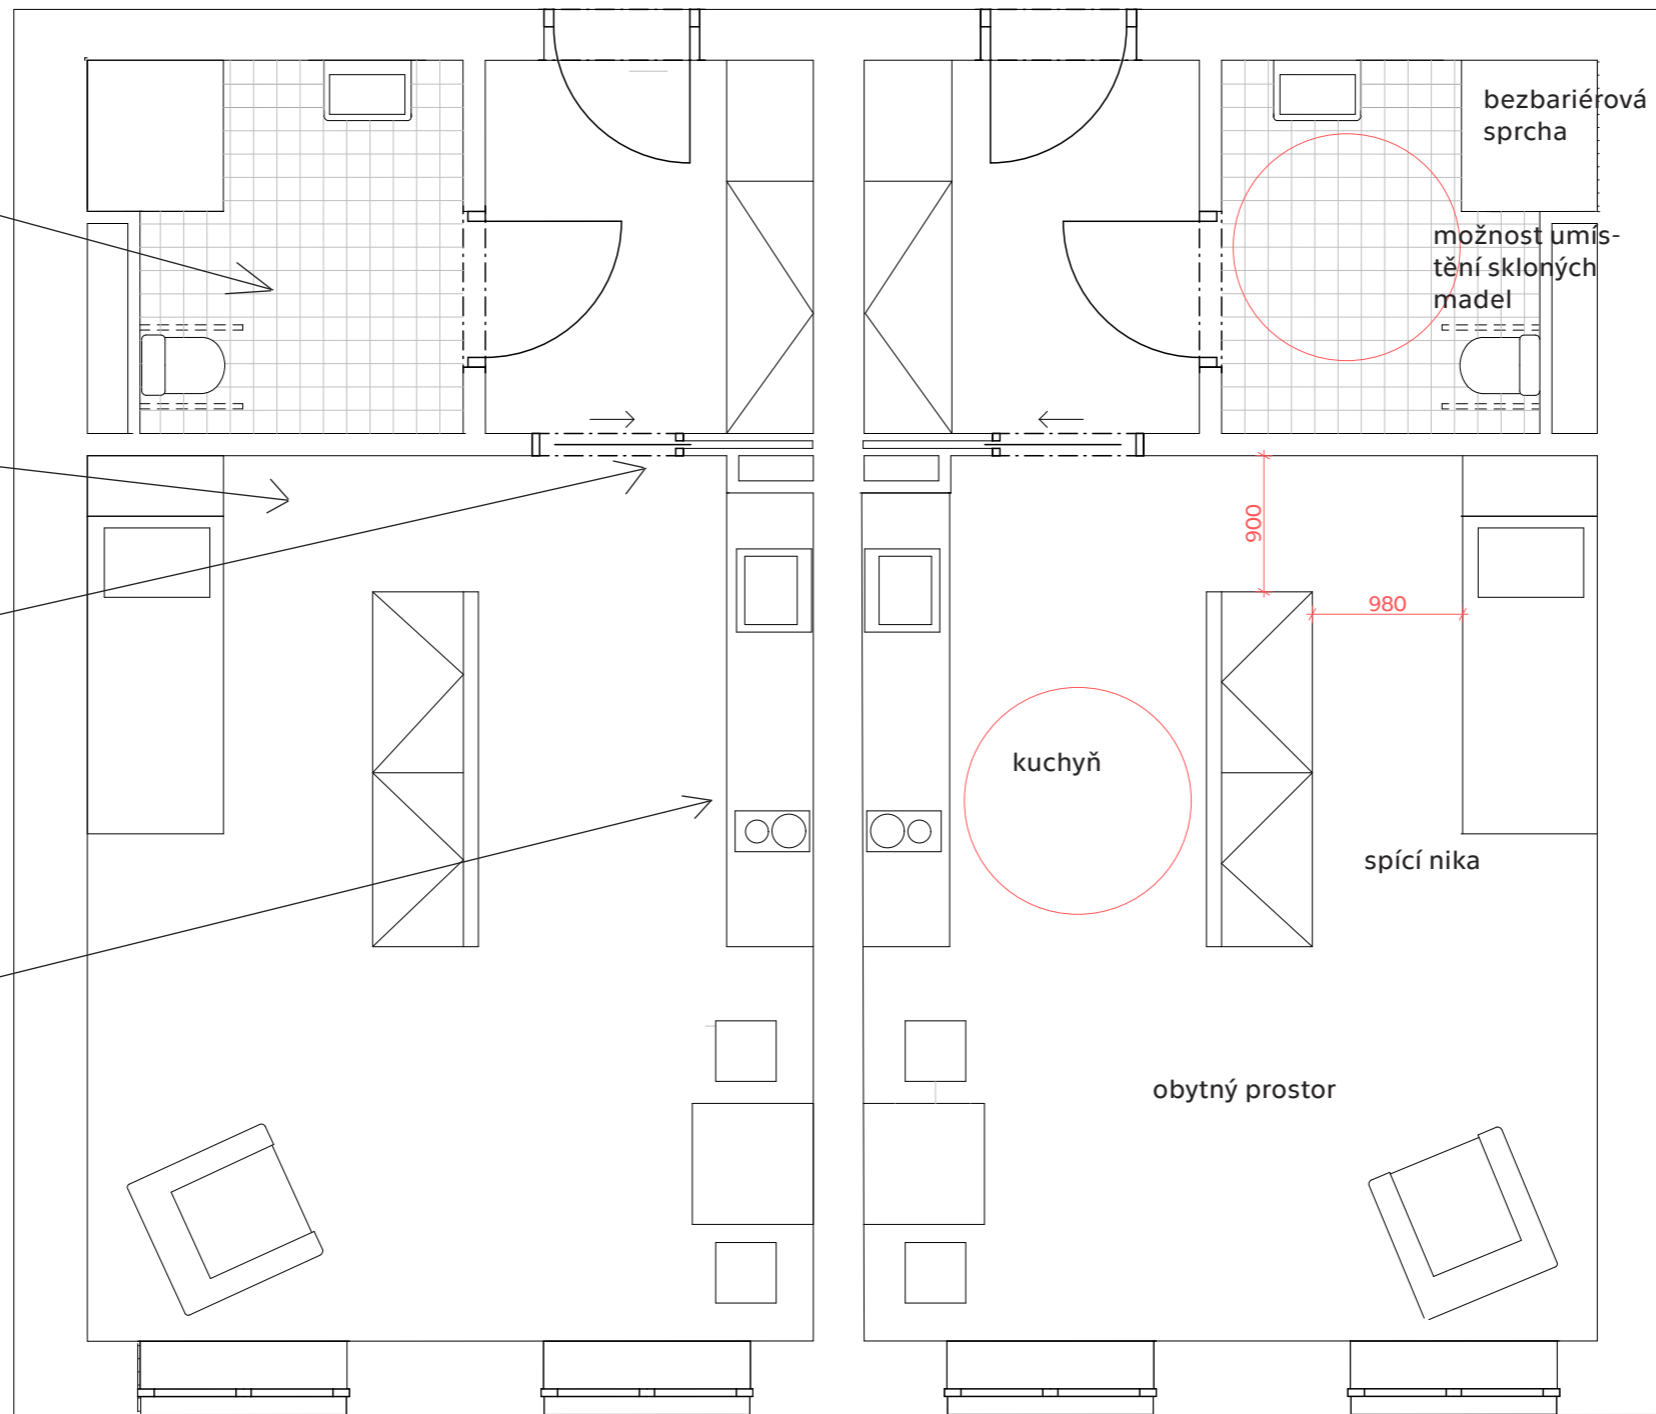 bezbariérová
sprcha
možnost umís-
tění skloných
madel
900
980
kuchyň
spící nika
obytný prostor